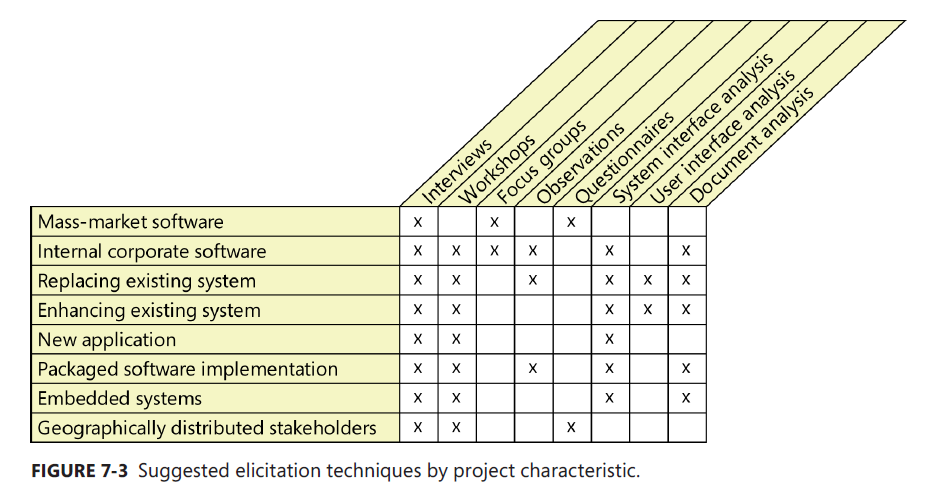 Interviews
Workshops
Focus groups
Observations
Questionnaires
System interface analysis
User interface analysis
Document analysis
Mass-market software x x x
Internal corporate software x x x x x x
Replacing existing system x x x x x x
Enhancing existing system x x x x x
New application x x x
Packaged software implementation x x x x x
Embedded systems x x x x
Geographically distributed stakeholders x x x
FIGURE 7-3 Suggested elicitation techniques by project characteristic.